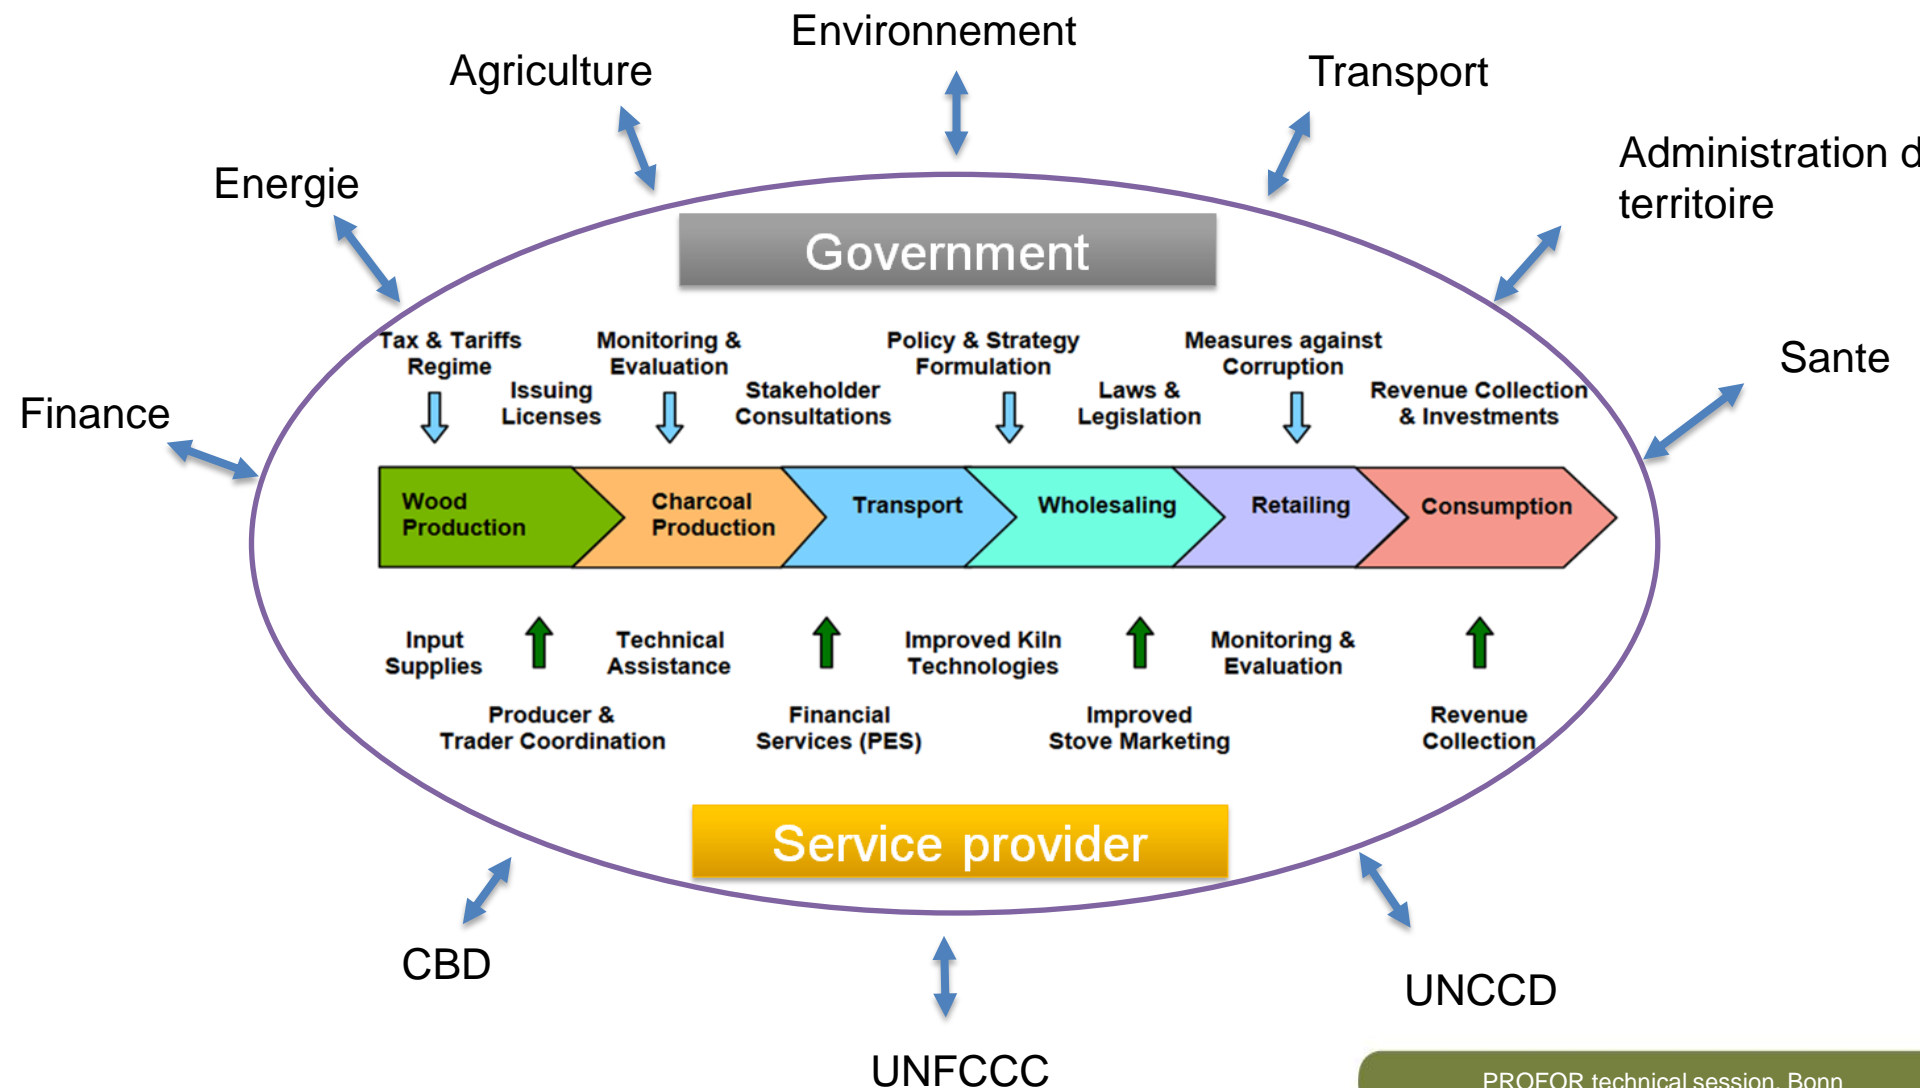 Environnement
Agriculture
Transport
Administration d
territoire
Energie
Government
Tax & Tariffs
Regime
Monitoring &
Evaluation
Policy & Strategy
Formulation
Measures against
Corruption
Sante
Issuing
Licenses
Stakeholder
Consultations
Laws &
Legislation
Revenue Collection
& Investments
Finance
Wood
Production
Charcoal
Production
Transport
Wholesaling
Retailing
Consumption
Input
Supplies
Technical
Assistance
Improved Kiln
Technologies
Monitoring &
Evaluation
Producer &
Trader Coordination
Financial
Services (PES)
Improved
Stove Marketing
Revenue
Collection
Service provider
CBD
UNCCD
UNFCCC
PROFOR technical session, Bonn